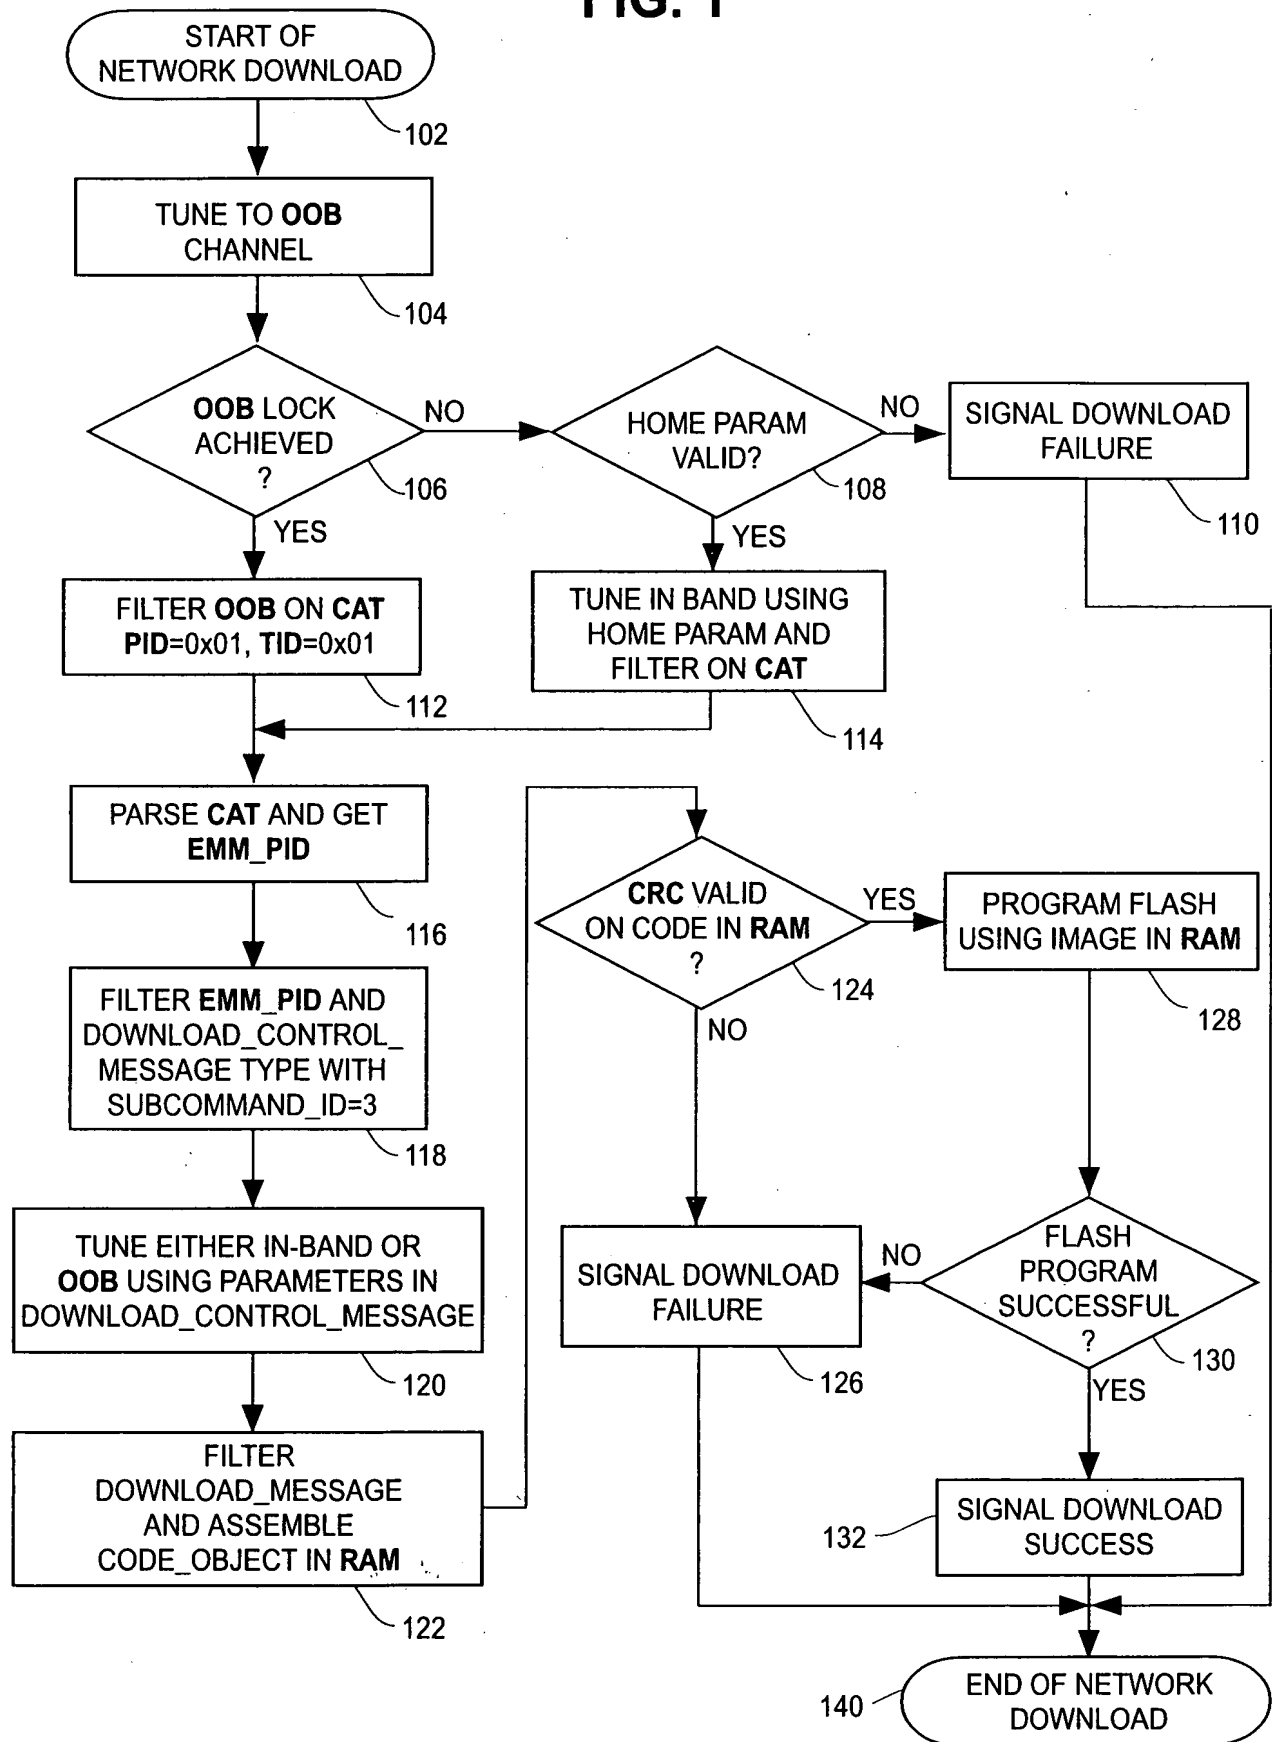 FIG. 1
START OF
NETWORK DOWNLOAD
102
TUNE TO OOB
CHANNEL
104
OOB LOCK
ACHIEVED
?
106
NO
YES
HOME PARAM
VALID?
108
NO
YES
SIGNAL DOWNLOAD
FAILURE
110
FILTER OOB ON CAT
PID=0x01, TID=0x01
112
TUNE IN BAND USING
HOME PARAM AND
FILTER ON CAT
114
PARSE CAT AND GET
EMM_PID
116
FILTER EMM_PID AND
DOWNLOAD_CONTROL_
MESSAGE TYPE WITH
SUBCOMMAND_ID=3
118
TUNE EITHER IN-BAND OR
OOB USING PARAMETERS IN
DOWNLOAD_CONTROL_MESSAGE
120
FILTER
DOWNLOAD_MESSAGE
AND ASSEMBLE
CODE_OBJECT IN RAM
122
CRC VALID
ON CODE IN RAM
?
124
YES
NO
PROGRAM FLASH
USING IMAGE IN RAM
128
SIGNAL DOWNLOAD
FAILURE
126
NO
FLASH
PROGRAM
SUCCESSFUL
?
130
YES
SIGNAL DOWNLOAD
SUCCESS
132
END OF NETWORK
DOWNLOAD
140